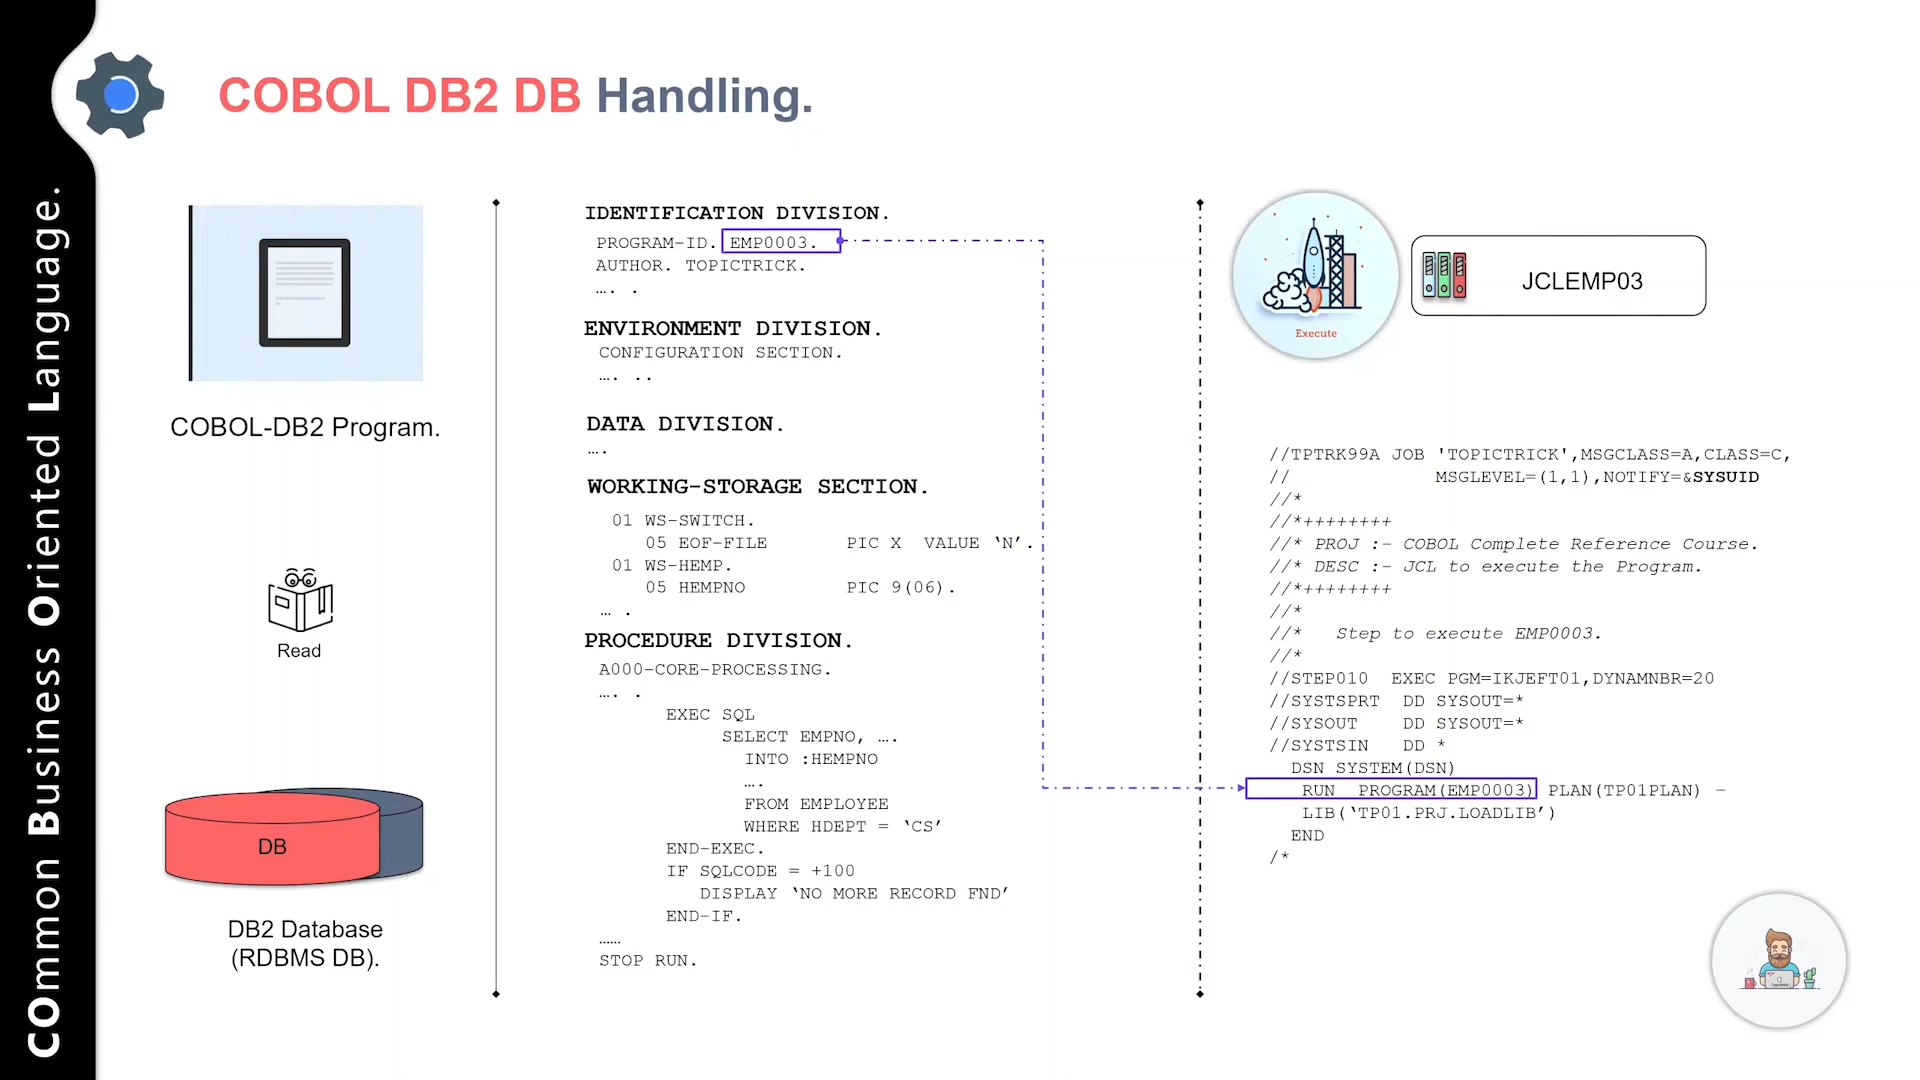 COmmon Business Oriented Language.
COBOL DB2 DB Handling.
COBOL-DB2 Program.
Read
DB
DB2 Database
(RDBMS DB).
IDENTIFICATION DIVISION.
PROGRAM-ID. EMP0003.
AUTHOR. TOPICTRICK.
…. .
ENVIRONMENT DIVISION.
CONFIGURATION SECTION.
…. ..
DATA DIVISION.
….
WORKING-STORAGE SECTION.
01 WS-SWITCH.
05 EOF-FILE PIC X VALUE ‘N’.
01 WS-HEMP.
05 HEMPNO PIC 9(06).
… .
PROCEDURE DIVISION.
A000-CORE-PROCESSING.
…. .
EXEC SQL
SELECT EMPNO, ….
INTO :HEMPNO
….
FROM EMPLOYEE
WHERE HDEPT = ‘CS’
END-EXEC.
IF SQLCODE = +100
DISPLAY ‘NO MORE RECORD FND’
END-IF.
……
STOP RUN.
Execute
JCLEMP03
//TPTRK99A JOB 'TOPICTRICK',MSGCLASS=A,CLASS=C,
// MSGLEVEL=(1,1),NOTIFY=&SYSUID
//*
//*++++++++
//* PROJ :- COBOL Complete Reference Course.
//* DESC :- JCL to execute the Program.
//*++++++++
//*
//* Step to execute EMP0003.
//*
//STEP010 EXEC PGM=IKJEFT01,DYNAMNBR=20
//SYSTSPRT DD SYSOUT=*
//SYSOUT DD SYSOUT=*
//SYSTSIN DD *
DSN SYSTEM(DSN)
RUN PROGRAM(EMP0003) PLAN(TP01PLAN) -
LIB(‘TP01.PRJ.LOADLIB’)
END
/*